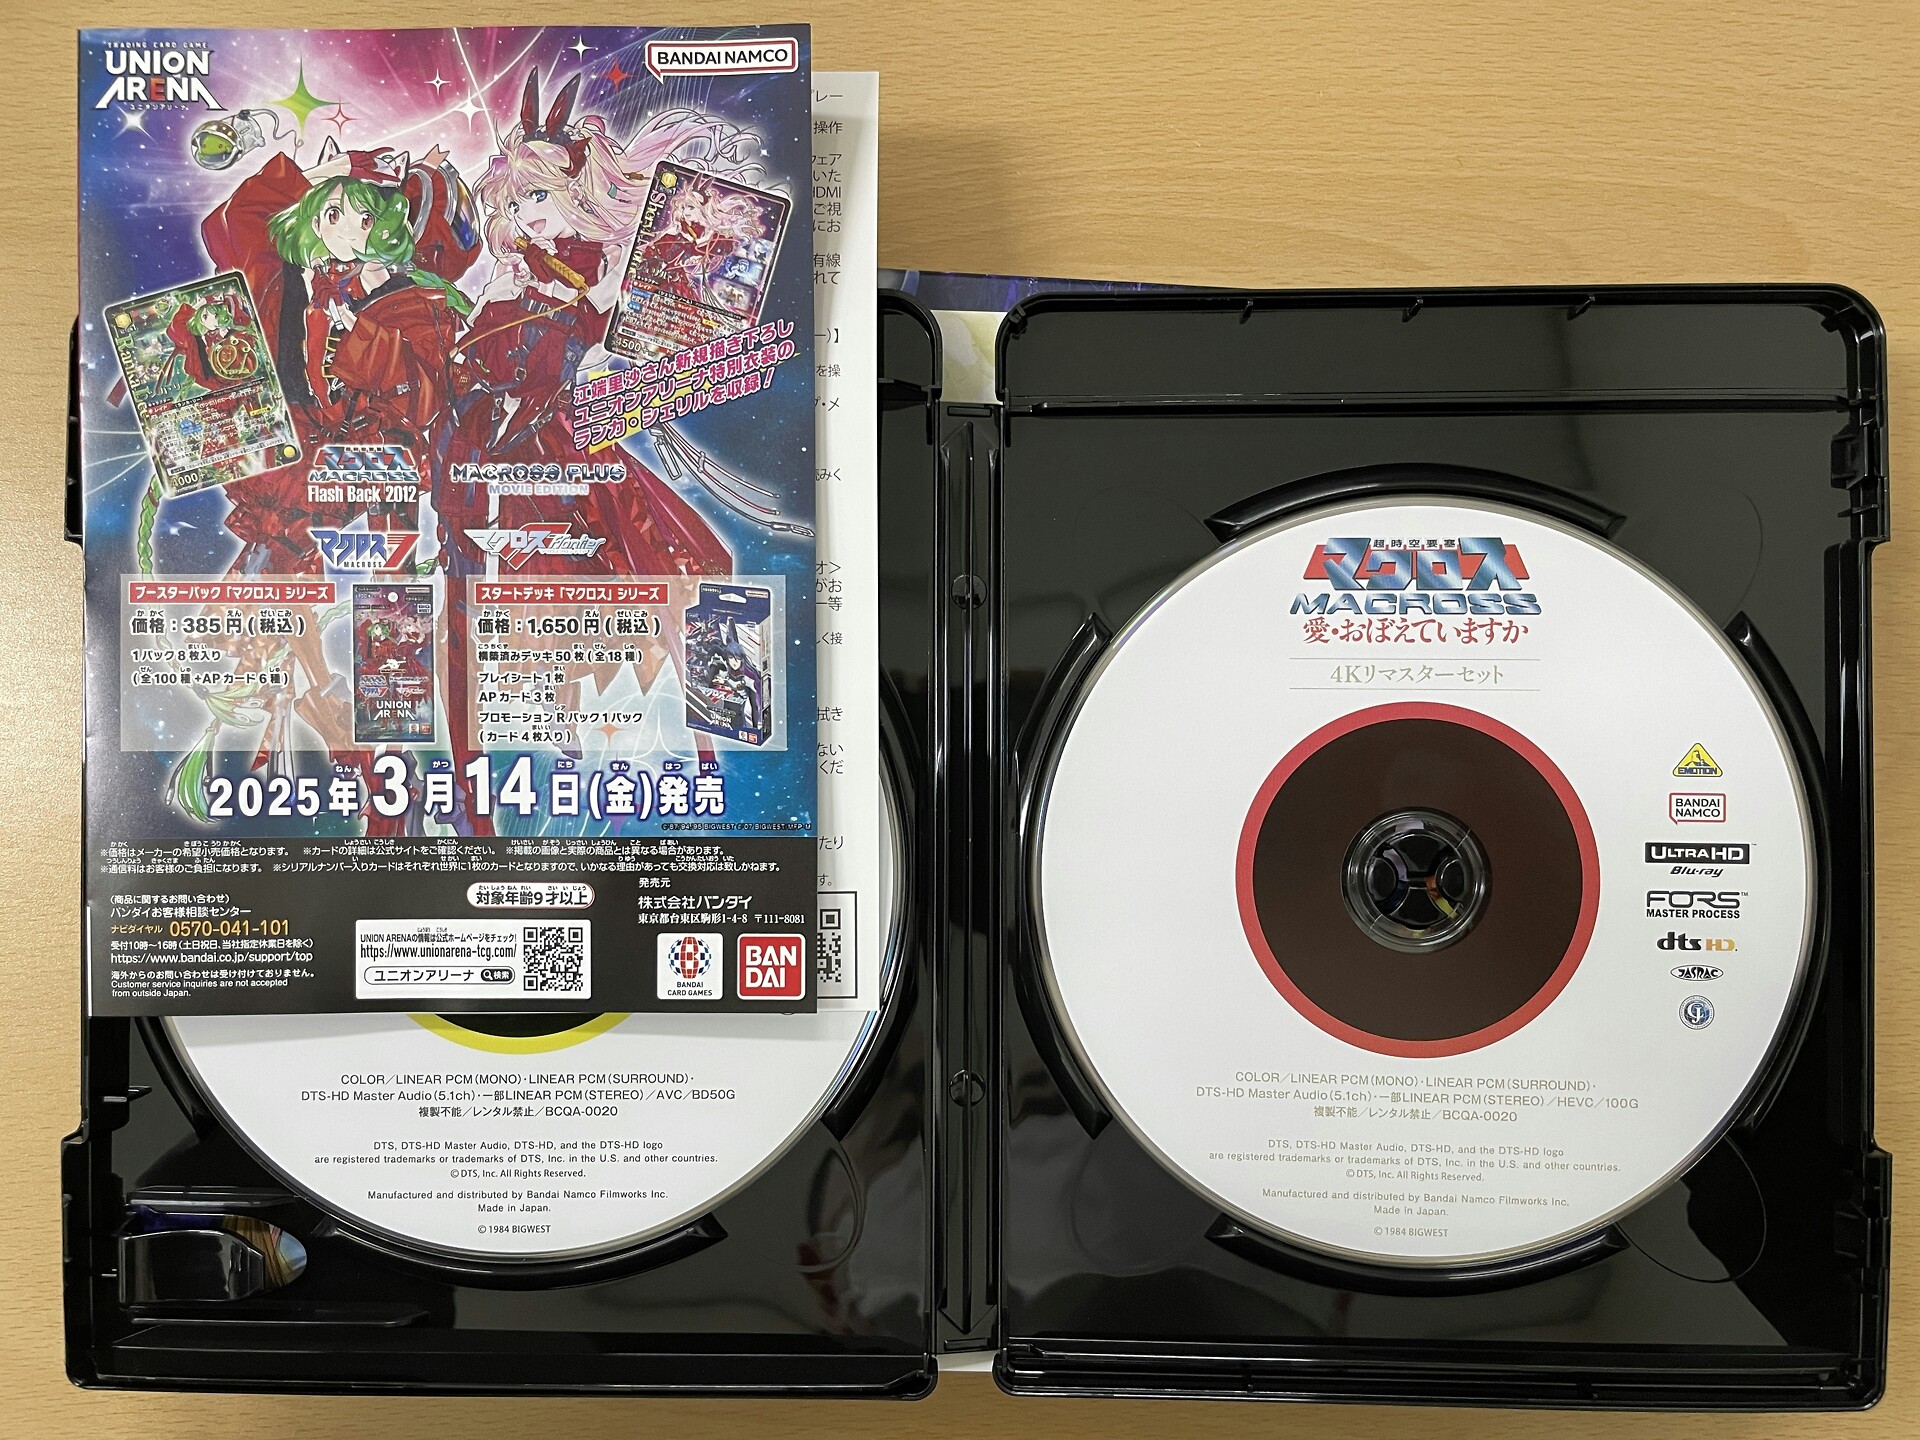 TRADING CARD GAME
UNION
ARENA
ユニオンアリーナ
BANDAI NAMCO
江端里沙さん新規描き下ろし
ユニオンアリーナ特別衣装の
ランカ・シェリルを収録！
4500
4000
マクロス
MACROSS
Flash Back 2012
MACROSS PLUS
MOVIE EDITION
マクロス7
MACROSS
マクロスF
ブースターパック「マクロス」シリーズ
価格：385円(税込)
1パック8枚入り
(全100種+APカード6種)
スタートデッキ「マクロス」シリーズ
価格：1,650円(税込)
構築済みデッキ50枚(全18種)
プレイシート1枚
APカード3枚
プロモーションRパック1パック
(カード4枚入り)
UNION
ARENA
2025年3月14日(金)発売
※価格はメーカーの希望小売価格となります。 ※カードの詳細は公式サイトをご確認ください。 ※掲載の画像と実際の商品とは異なる場合があります。
※通信料はお客様のご負担になります。 ※シリアルナンバー入りカードはそれぞれ世界に1枚のカードとなりますので、いかなる理由があっても交換対応は致しかねます。
対象年齢9才以上
〈商品に関するお問い合わせ〉
バンダイお客様相談センター
ナビダイヤル 0570-041-101
受付10時～16時(土日祝日、当社指定休業日を除く)
https://www.bandai.co.jp/support/top
海外からのお問い合わせは受け付けておりません。
Customer service inquiries are not accepted
from outside Japan.
UNION ARENAの情報は公式ホームページをチェック！
https://www.unionarena-tcg.com/
ユニオンアリーナ 検索
発売元
株式会社バンダイ
東京都台東区駒形1-4-8 〒111-8081
BANDAI
CARD GAMES
BAN
DAI
COLOR／LINEAR PCM(MONO)・LINEAR PCM(SURROUND)・
DTS-HD Master Audio(5.1ch)・一部LINEAR PCM(STEREO)／AVC／BD50G
複製不能／レンタル禁止／BCQA-0020
DTS, DTS-HD Master Audio, DTS-HD, and the DTS-HD logo
are registered trademarks or trademarks of DTS, Inc. in the U.S. and other countries.
© DTS, Inc. All Rights Reserved.
Manufactured and distributed by Bandai Namco Filmworks Inc.
Made in Japan.
© 1984 BIGWEST
超時空要塞
マクロス
MACROSS
愛・おぼえていますか
4Kリマスターセット
EMOTION
BANDAI
NAMCO
ULTRA HD™
Blu-ray
FORS™
MASTER PROCESS
dts HD
JASRAC
COLOR／LINEAR PCM(MONO)・LINEAR PCM(SURROUND)・
DTS-HD Master Audio(5.1ch)・一部LINEAR PCM(STEREO)／HEVC／100G
複製不能／レンタル禁止／BCQA-0020
DTS, DTS-HD Master Audio, DTS-HD, and the DTS-HD logo
are registered trademarks or trademarks of DTS, Inc. in the U.S. and other countries.
© DTS, Inc. All Rights Reserved.
Manufactured and distributed by Bandai Namco Filmworks Inc.
Made in Japan.
© 1984 BIGWEST